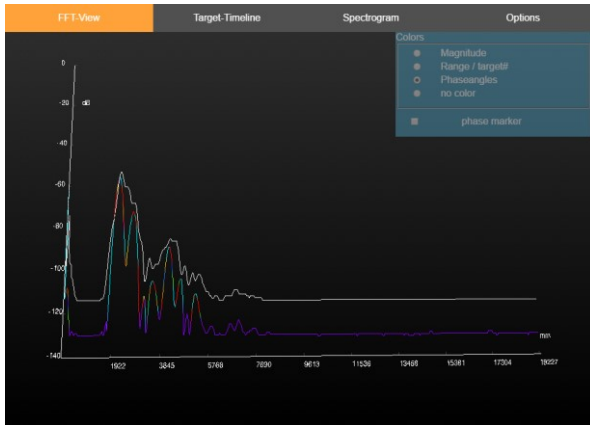 FFT-View Target-Timeline Spectrogram Options
Colors
Magnitude
Range / target#
Phaseangles
no color
phase marker
0
-20 dB
-40
-60
-80
-100
-120
-140
mm
1922 3845 5768 7690 9613 11536 13468 15381 17304 19227